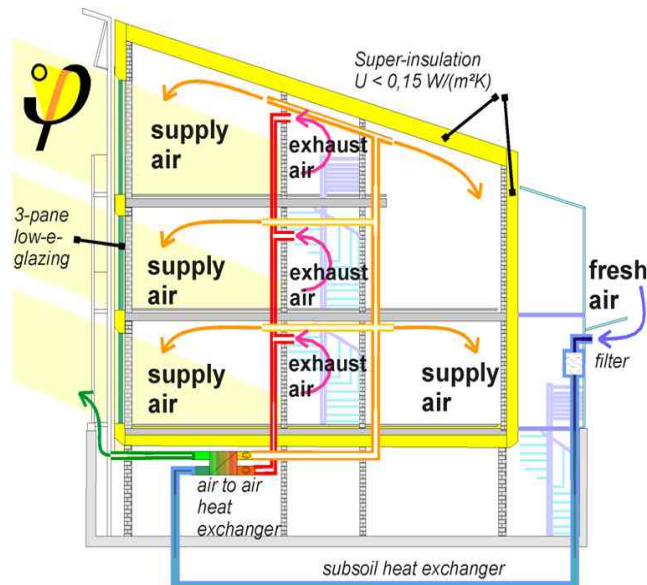 Super-insulation
U < 0,15 W/(m²K)
supply
air
exhaust
air
3-pane
low-e-
glazing
supply
air
exhaust
air
fresh
air
filter
supply
air
exhaust
air
supply
air
air to air
heat
exchanger
subsoil heat exchanger